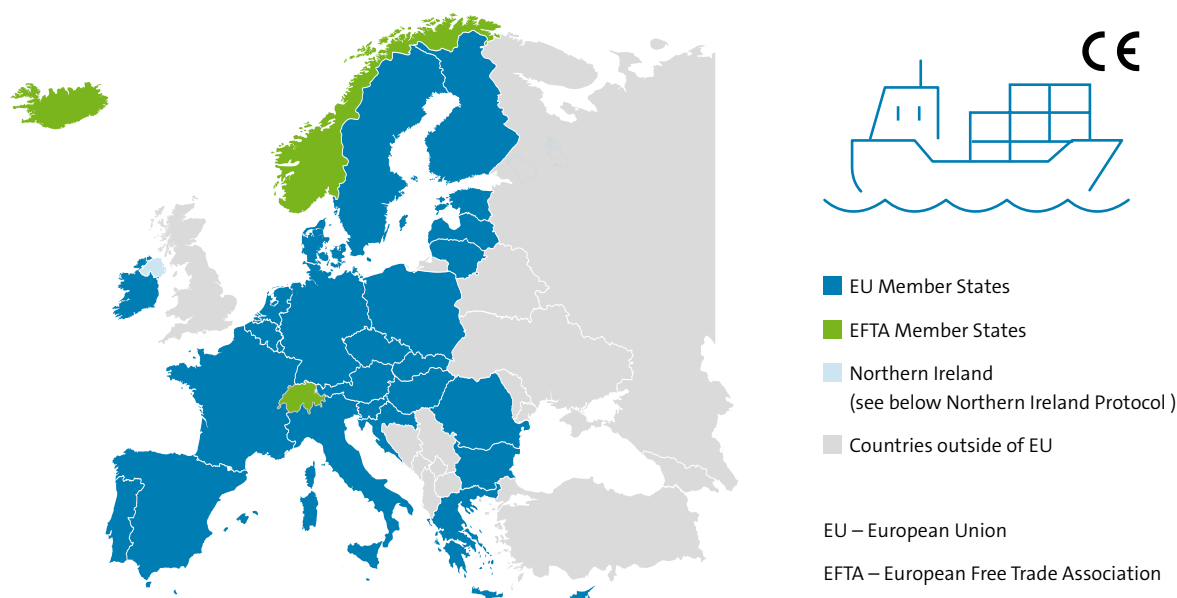 CE
EU Member States
EFTA Member States
Northern Ireland
(see below Northern Ireland Protocol )
Countries outside of EU
EU – European Union
EFTA – European Free Trade Association